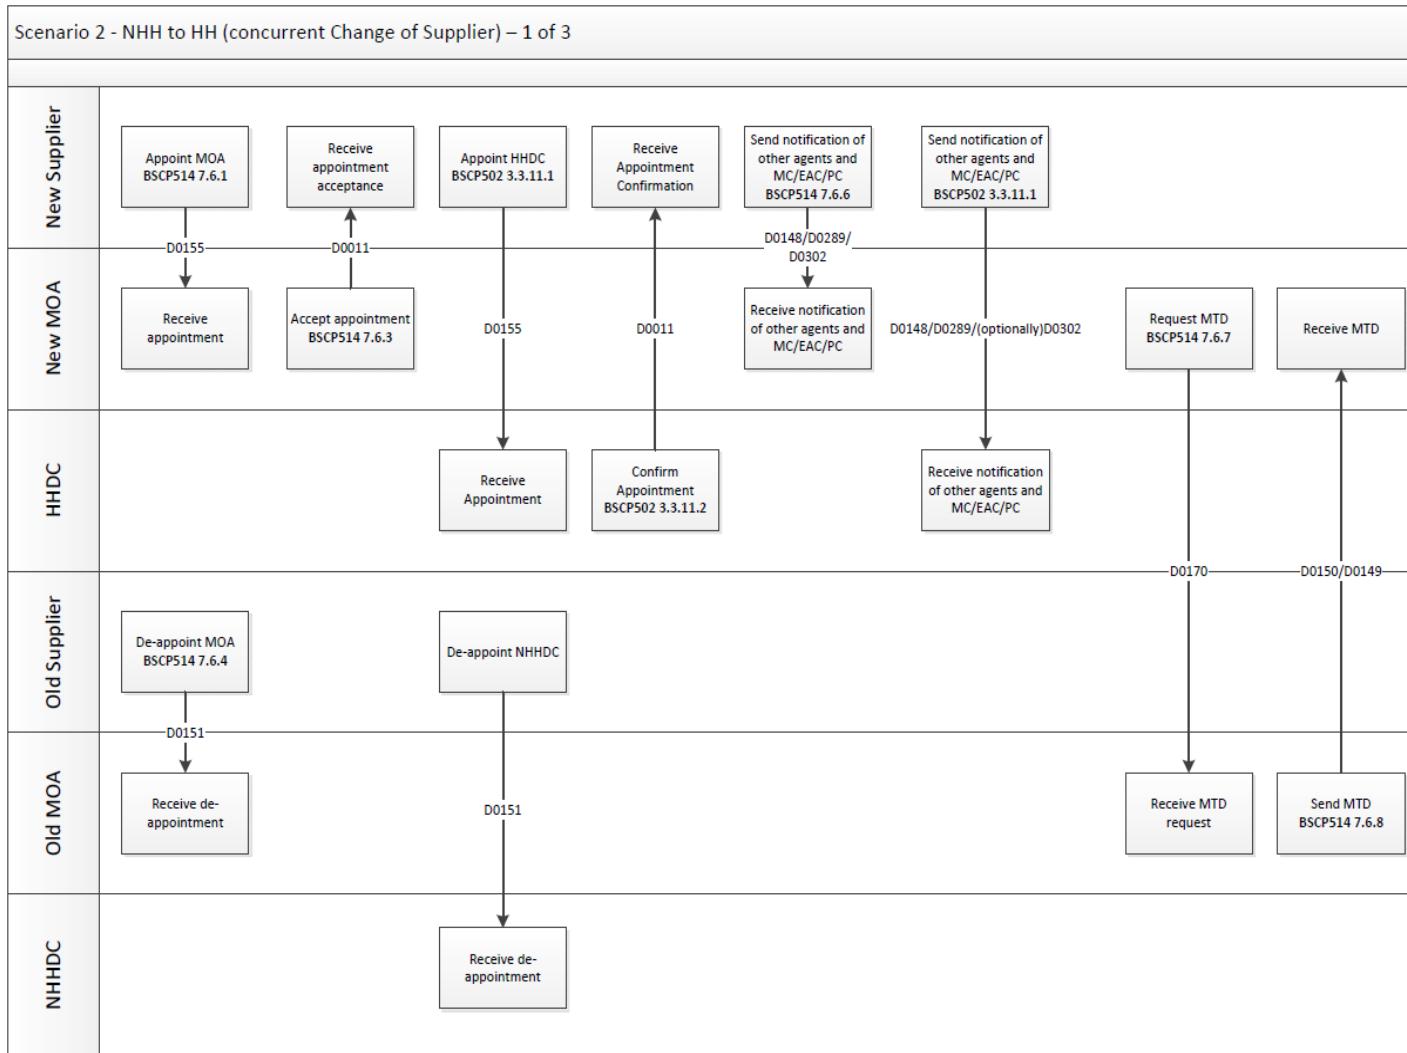 Scenario 2 - NHH to HH (concurrent Change of Supplier) – 1 of 3
New Supplier
Appoint MOA
BSCP514 7.6.1
Receive
appointment
acceptance
Appoint HHDC
BSCP502 3.3.11.1
Receive
Appointment
Confirmation
Send notification of
other agents and
MC/EAC/PC
BSCP514 7.6.6
Send notification of
other agents and
MC/EAC/PC
BSCP502 3.3.11.1
D0155
D0011
D0148/D0289/
D0302
New MOA
Receive
appointment
Accept appointment
BSCP514 7.6.3
D0155
D0011
Receive notification
of other agents and
MC/EAC/PC
D0148/D0289/(optionally)D0302
Request MTD
BSCP514 7.6.7
Receive MTD
HHDC
Receive
Appointment
Confirm
Appointment
BSCP502 3.3.11.2
Receive notification
of other agents and
MC/EAC/PC
D0170
D0150/D0149
Old Supplier
De-appoint MOA
BSCP514 7.6.4
De-appoint NHHDC
D0151
Old MOA
Receive de-
appointment
D0151
Receive MTD
request
Send MTD
BSCP514 7.6.8
NHHDC
Receive de-
appointment